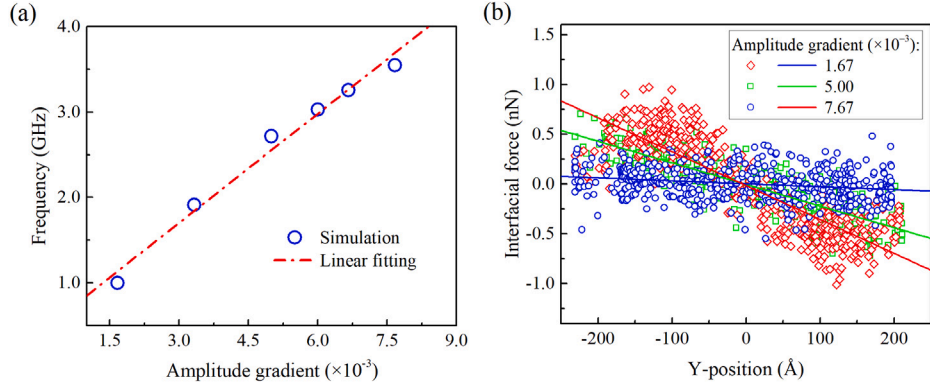 (a)
4.0
3.0
2.0
1.0
Frequency (GHz)
Simulation
Linear fitting
1.5 3.0 4.5 6.0 7.5 9.0
Amplitude gradient (×10⁻³)
(b)
1.0
0.5
0.0
-0.5
-1.0
Interfacial force (nN)
Amplitude gradient (×10⁻³):
1.67
5.00
7.67
-200 -100 0 100 200
Y-position (Å)